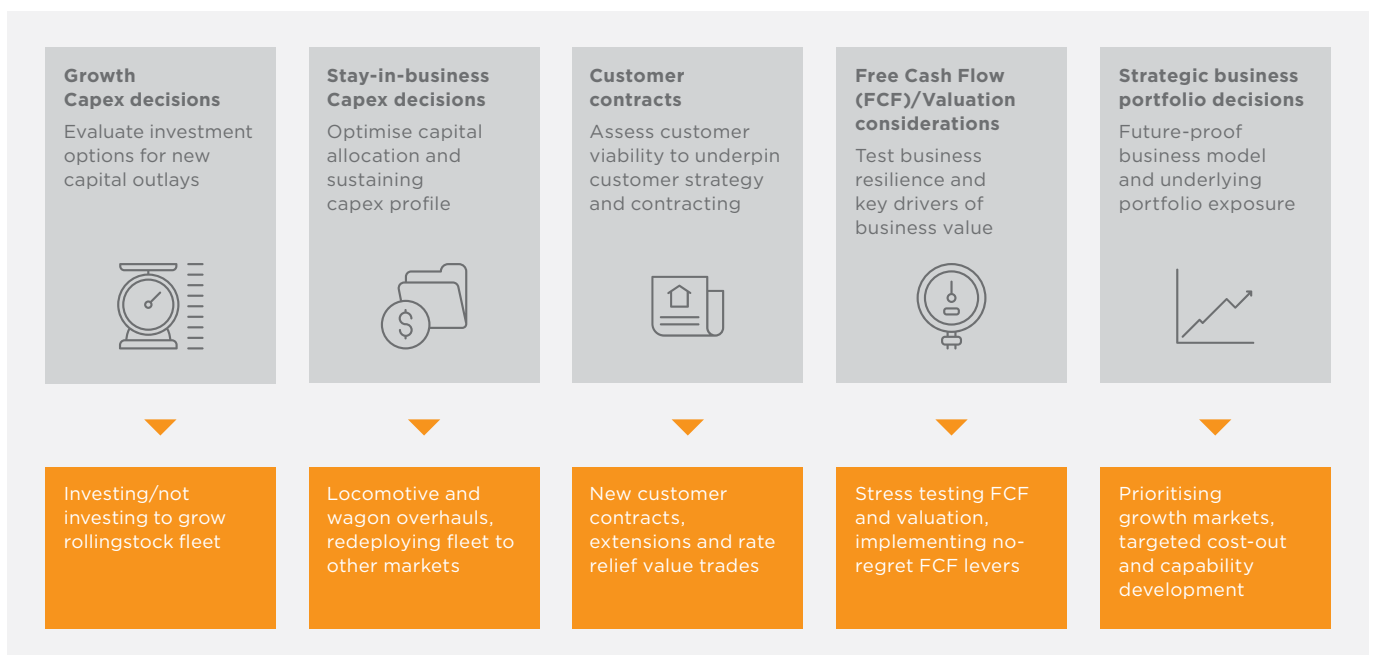 Growth
Capex decisions
Evaluate investment
options for new
capital outlays
Stay-in-business
Capex decisions
Optimise capital
allocation and
sustaining
capex profile
$
Customer
contracts
Assess customer
viability to underpin
customer strategy
and contracting
Free Cash Flow
(FCF)/Valuation
considerations
Test business
resilience and
key drivers of
business value
Strategic business
portfolio decisions
Future-proof
business model
and underlying
portfolio exposure
Investing/not
investing to grow
rollingstock fleet
Locomotive and
wagon overhauls,
redeploying fleet to
other markets
New customer
contracts,
extensions and rate
relief value trades
Stress testing FCF
and valuation,
implementing no-
regret FCF levers
Prioritising
growth markets,
targeted cost-out
and capability
development